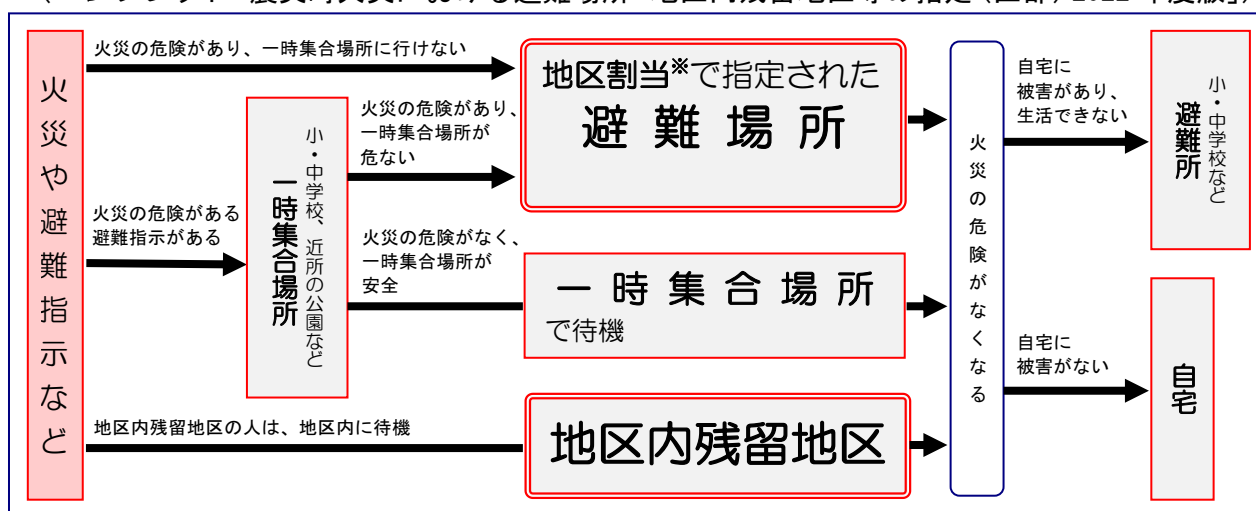 火災や避難指示など
火災の危険があり、一時集合場所に行けない
火災の危険がある
避難指示がある
小・中学校、近所の公園など
一時集合場所
火災の危険があり、
一時集合場所が
危ない
火災の危険がなく、
一時集合場所が
安全
地区内残留地区の人は、地区内に待機
地区割当※で指定された
避難場所
一時集合場所
で待機
地区内残留地区
火災の危険がなくなる
自宅に
被害があり、
生活できない
自宅に
被害がない
小・中学校など
避難所
自宅